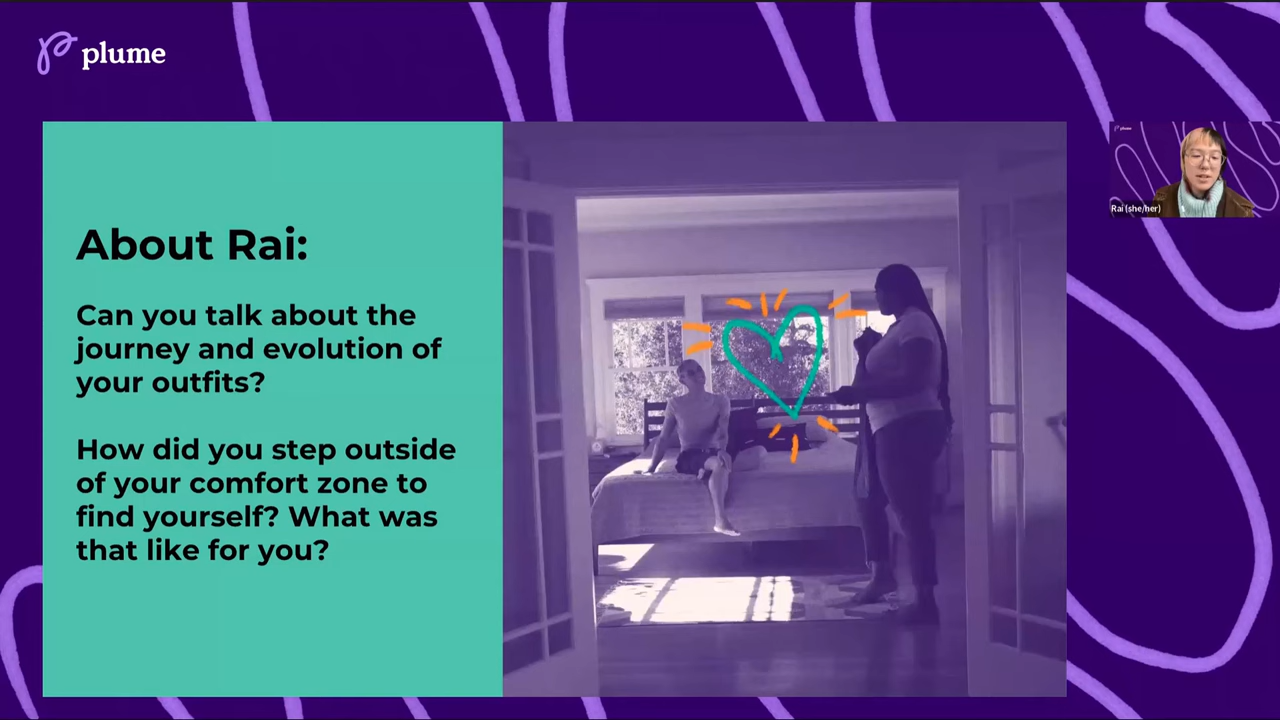 plume
About Rai:
Can you talk about the
journey and evolution of
your outfits?
How did you step outside
of your comfort zone to
find yourself? What was
that like for you?
plume
Rai (she/her)